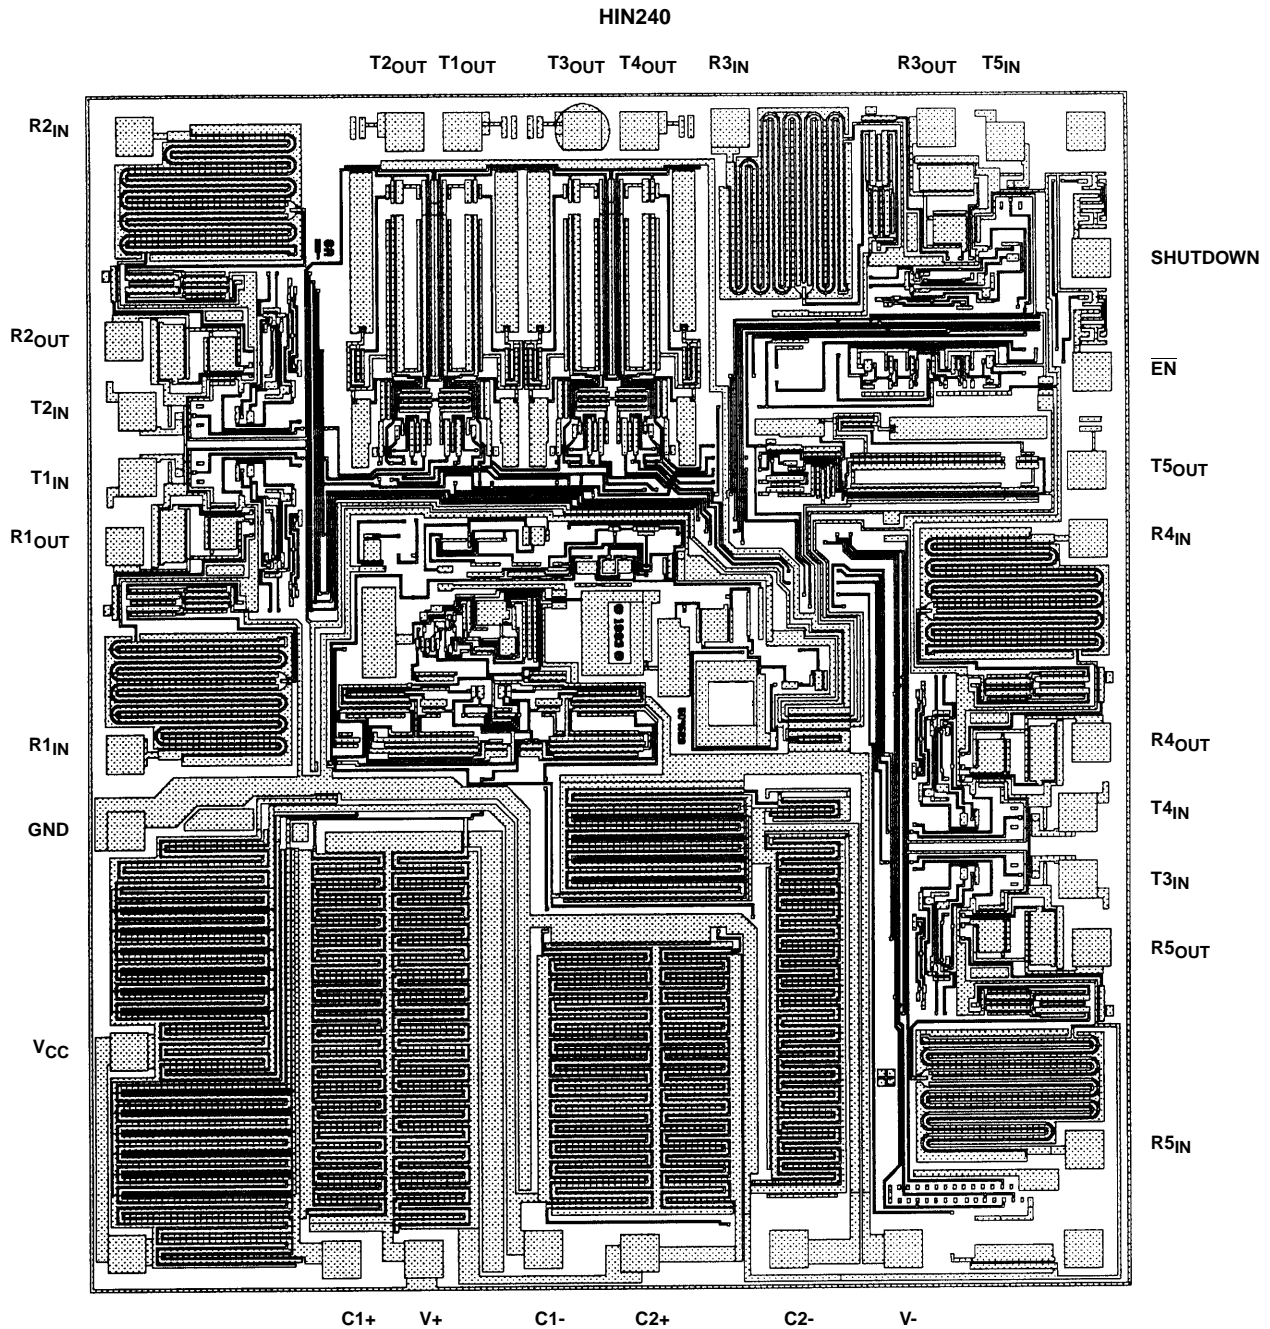 HIN240
T2OUT T1OUT T3OUT T4OUT R3IN R3OUT T5IN
R2IN
SHUTDOWN
R2OUT
EN
T2IN
T1IN
T5OUT
R1OUT
R4IN
R1IN
R4OUT
GND
T4IN
T3IN
R5OUT
VCC
R5IN
C1+ V+ C1- C2+ C2- V-